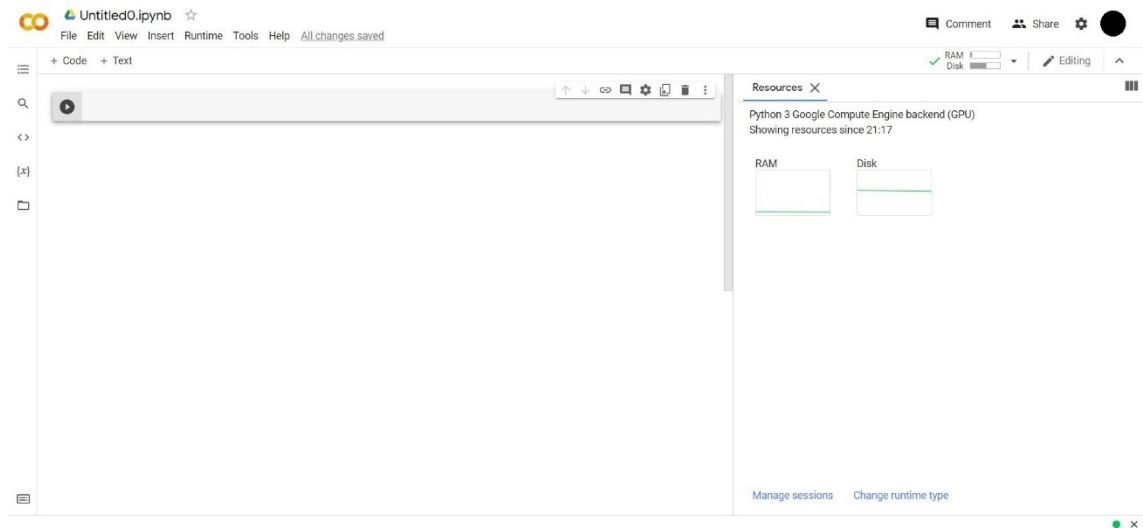 Untitled0.ipynb
File Edit View Insert Runtime Tools Help All changes saved
Comment Share
+ Code + Text
RAM
Disk
Editing
Resources
Python 3 Google Compute Engine backend (GPU)
Showing resources since 21:17
RAM Disk
{x}
Manage sessions Change runtime type